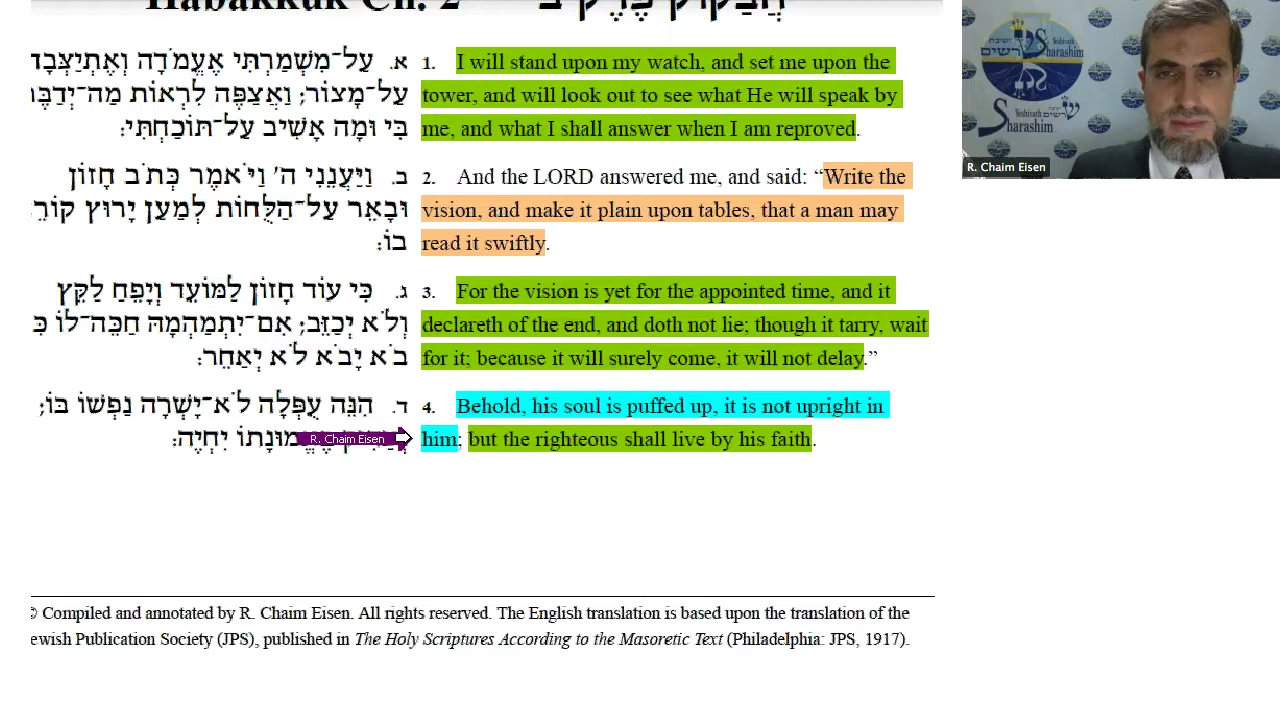 Habakkuk Ch. 2 חֲבַקּוּק פֶּרֶק ב
א. עַל־מִשְׁמַרְתִּי אֶעֱמֹדָה וְאֶתְיַצְּבָה
עַל־מָצוֹר; וַאֲצַפֶּה לִרְאוֹת מַה־יְדַבֶּר
בִּי וּמָה אָשִׁיב עַל־תּוֹכַחְתִּי:
1. I will stand upon my watch, and set me upon the
tower, and will look out to see what He will speak by
me, and what I shall answer when I am reproved.
ב. וַיַּעֲנֵנִי ה' וַיֹּאמֶר כְּתֹב חָזוֹן
וּבָאֵר עַל־הַלֻּחוֹת לְמַעַן יָרוּץ קוֹרֵ
בוֹ:
2. And the LORD answered me, and said: “Write the
vision, and make it plain upon tables, that a man may
read it swiftly.
ג. כִּי עוֹד חָזוֹן לַמּוֹעֵד וְיָפֵחַ לַקֵּץ
וְלֹא יְכַזֵּב; אִם־יִתְמַהְמָהּ חַכֵּה־לוֹ כִּ
בֹא יָבֹא לֹא יְאַחֵר:
3. For the vision is yet for the appointed time, and it
declareth of the end, and doth not lie; though it tarry, wait
for it; because it will surely come, it will not delay.”
ד. הִנֵּה עֻפְּלָה לֹא־יָשְׁרָה נַפְשׁוֹ בּוֹ;
יִחְיֶה:
4. Behold, his soul is puffed up, it is not upright in
him; but the righteous shall live by his faith.
R. Chaim Eisen
© Compiled and annotated by R. Chaim Eisen. All rights reserved. The English translation is based upon the translation of the
ewish Publication Society (JPS), published in The Holy Scriptures According to the Masoretic Text (Philadelphia: JPS, 1917).
ישיבת
שרשים
Yeshivath
Sharashim
R. Chaim Eisen